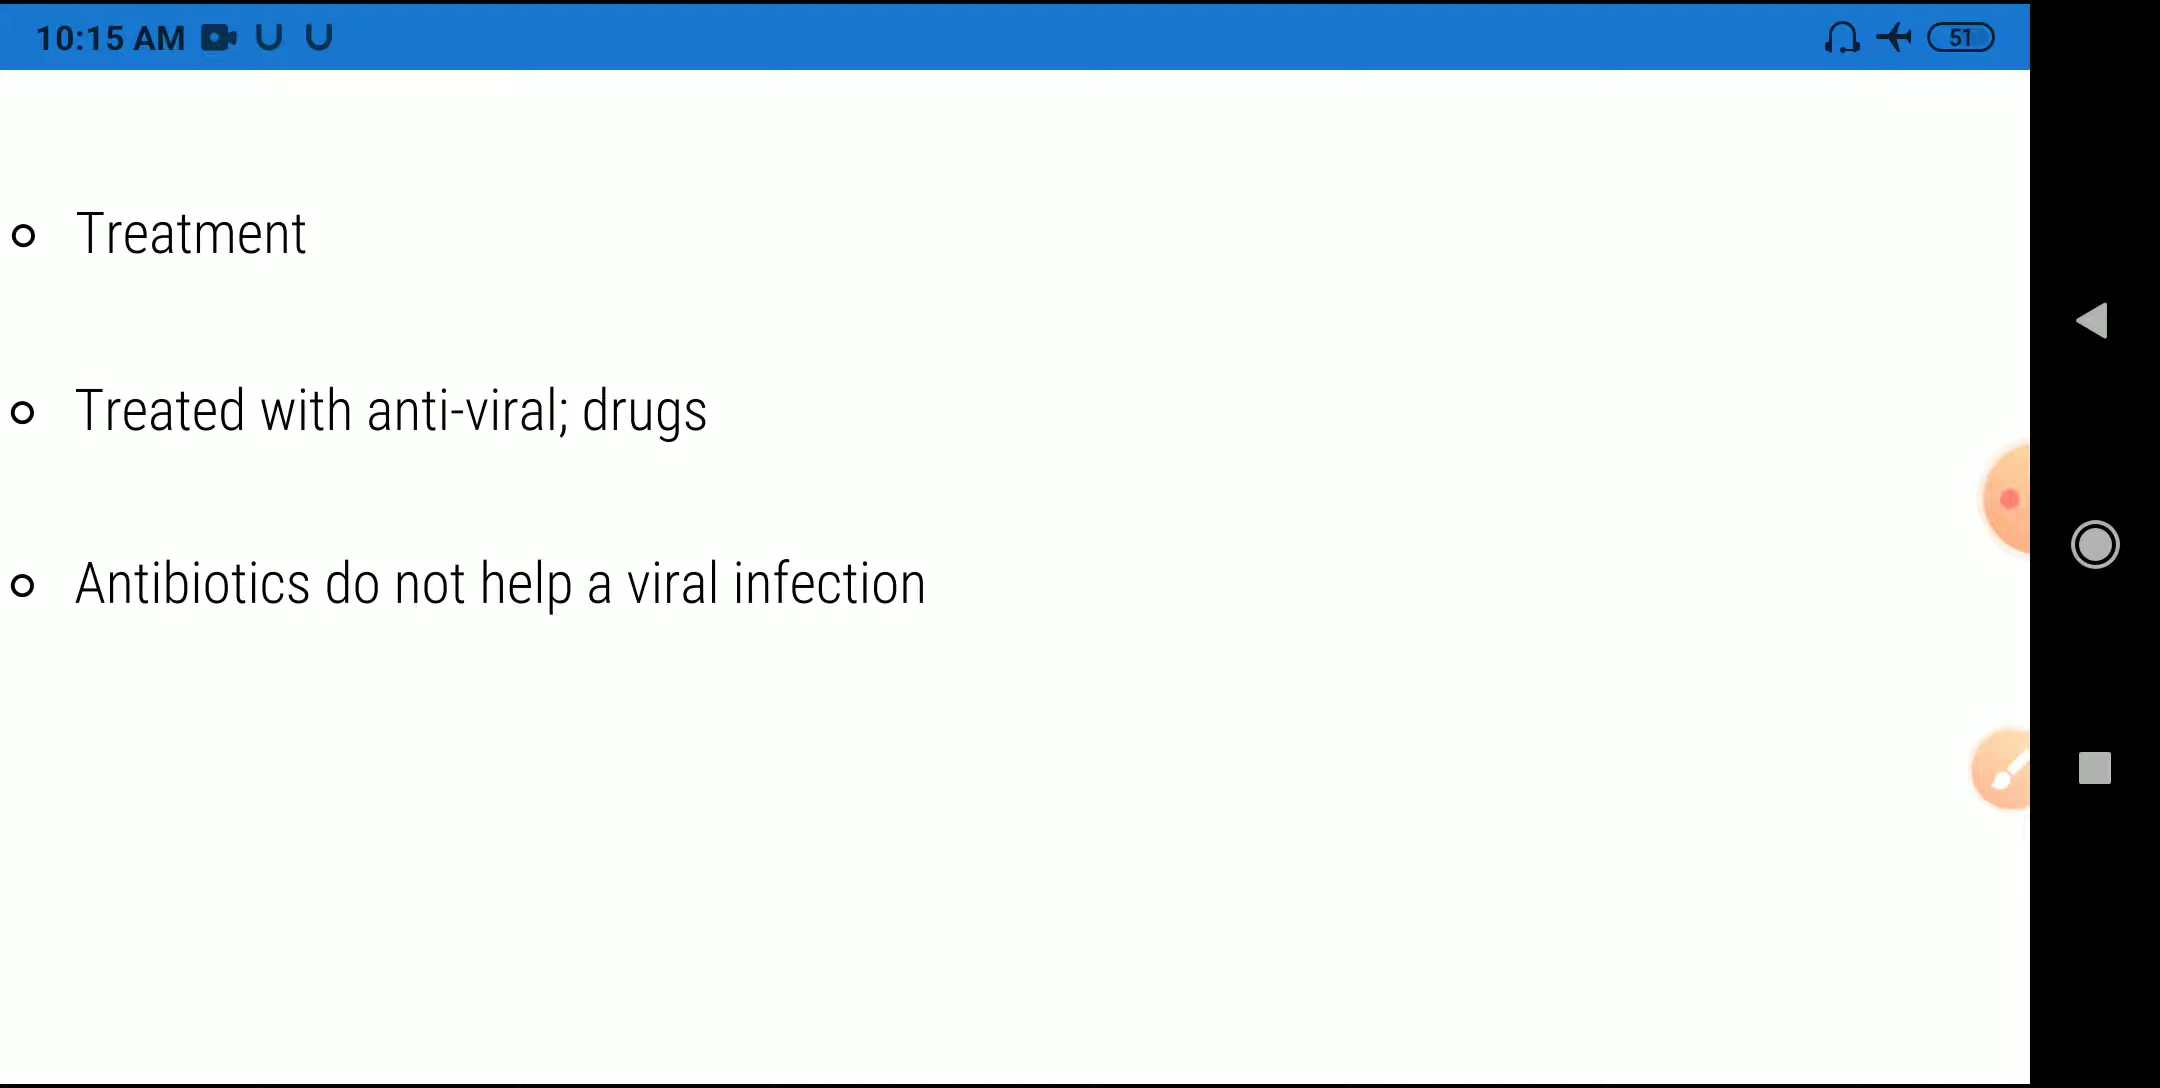 10:15 AM
51
Treatment
Treated with anti-viral; drugs
Antibiotics do not help a viral infection